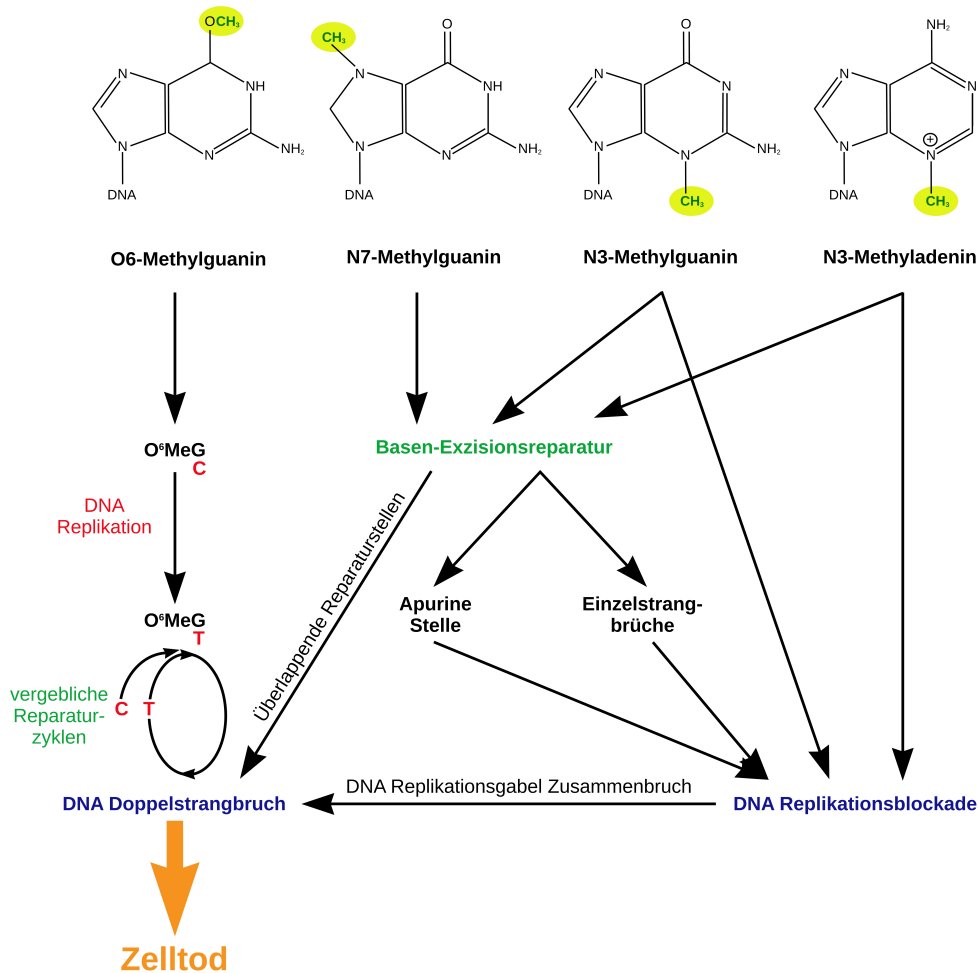 OCH₃
N
NH
N
N
NH₂
DNA
O6-Methylguanin
CH₃
O
N
NH
N
N
NH₂
DNA
N7-Methylguanin
O
N
N
N
N
NH₂
DNA
CH₃
N3-Methylguanin
NH₂
N
N
N
⊕
N
DNA
CH₃
N3-Methyladenin
O⁶MeG
C
DNA
Replikation
O⁶MeG
T
vergebliche
Reparatur-
zyklen
C T
Basen-Exzisionsreparatur
Überlappende Reparaturstellen
Apurine
Stelle
Einzelstrang-
brüche
DNA Replikationsgabel Zusammenbruch
DNA Doppelstrangbruch
DNA Replikationsblockade
Zelltod